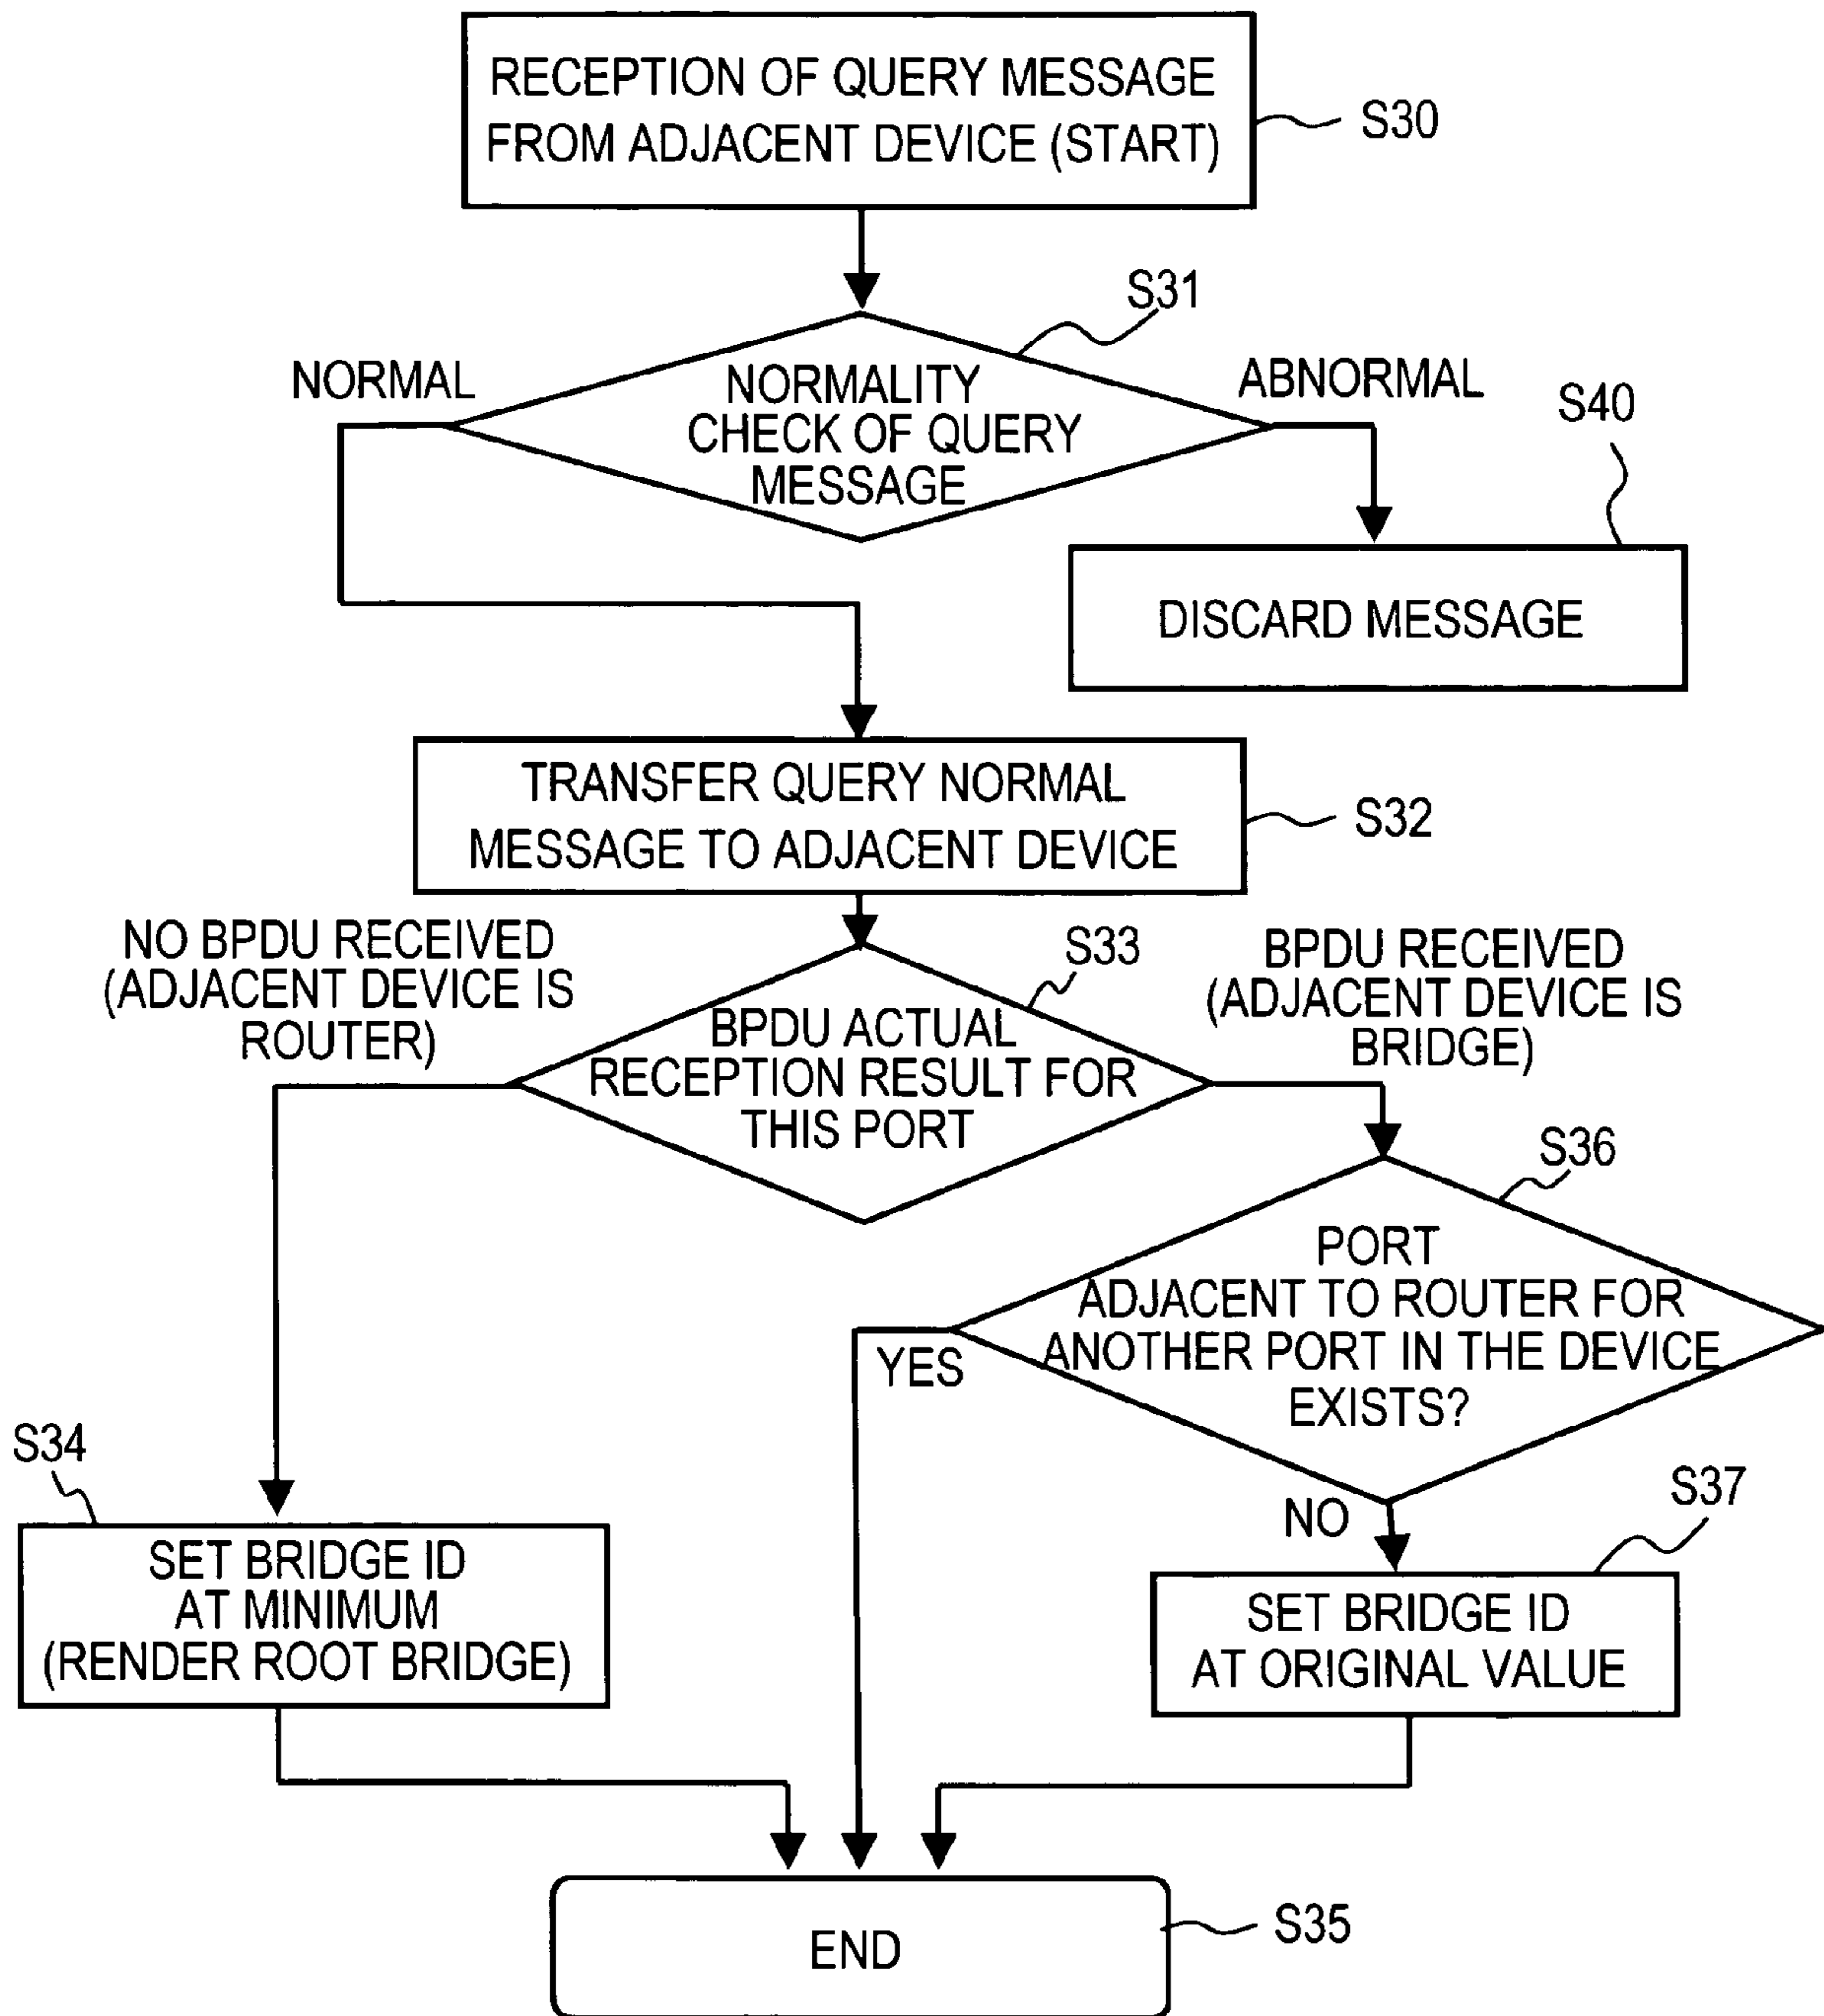 RECEPTION OF QUERY MESSAGE
FROM ADJACENT DEVICE (START)
S30
S31
NORMAL
NORMALITY
CHECK OF QUERY
MESSAGE
ABNORMAL
S40
DISCARD MESSAGE
TRANSFER QUERY NORMAL
MESSAGE TO ADJACENT DEVICE
S32
NO BPDU RECEIVED
(ADJACENT DEVICE IS
ROUTER)
S33
BPDU ACTUAL
RECEPTION RESULT FOR
THIS PORT
BPDU RECEIVED
(ADJACENT DEVICE IS
BRIDGE)
S36
PORT
ADJACENT TO ROUTER FOR
ANOTHER PORT IN THE DEVICE
EXISTS?
YES
NO
S34
SET BRIDGE ID
AT MINIMUM
(RENDER ROOT BRIDGE)
S37
SET BRIDGE ID
AT ORIGINAL VALUE
END
S35